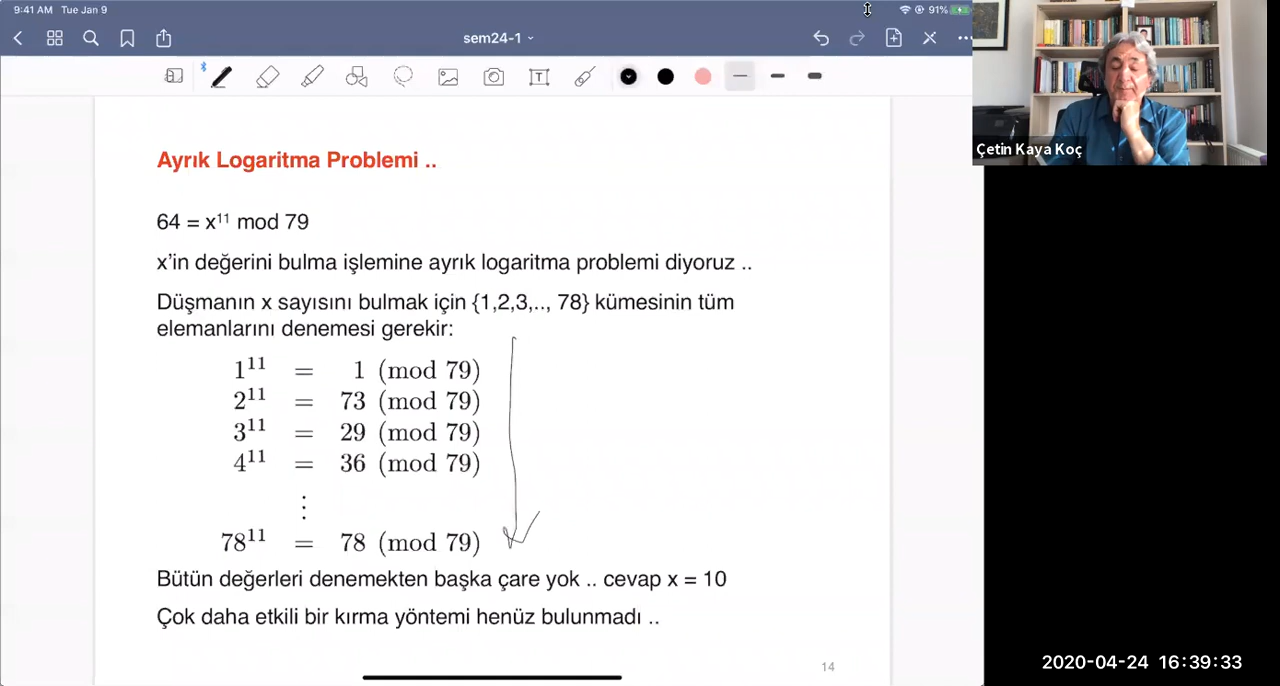 9:41 AM Tue Jan 9
91%
sem24-1
T
Çetin Kaya Koç
Ayrık Logaritma Problemi ..
64 = x¹¹ mod 79
x'in değerini bulma işlemine ayrık logaritma problemi diyoruz ..
Düşmanın x sayısını bulmak için {1,2,3,.., 78} kümesinin tüm
elemanlarını denemesi gerekir:
1¹¹ = 1 (mod 79)
2¹¹ = 73 (mod 79)
3¹¹ = 29 (mod 79)
4¹¹ = 36 (mod 79)
⋮
78¹¹ = 78 (mod 79)
Bütün değerleri denemekten başka çare yok .. cevap x = 10
Çok daha etkili bir kırma yöntemi henüz bulunmadı ..
14
2020-04-24 16:39:33